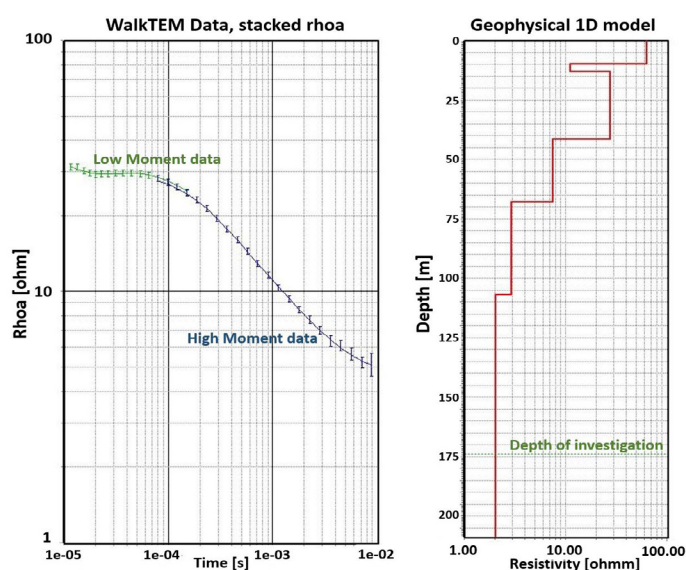 WalkTEM Data, stacked rhoa
100
Low Moment data
10
High Moment data
1
Rhoa [ohm]
1e-05 1e-04 1e-03 1e-02
Time [s]
Geophysical 1D model
0
25
50
75
100
125
150
175
200
Depth [m]
Depth of investigation
1.00 10.00 100.00
Resistivity [ohmm]